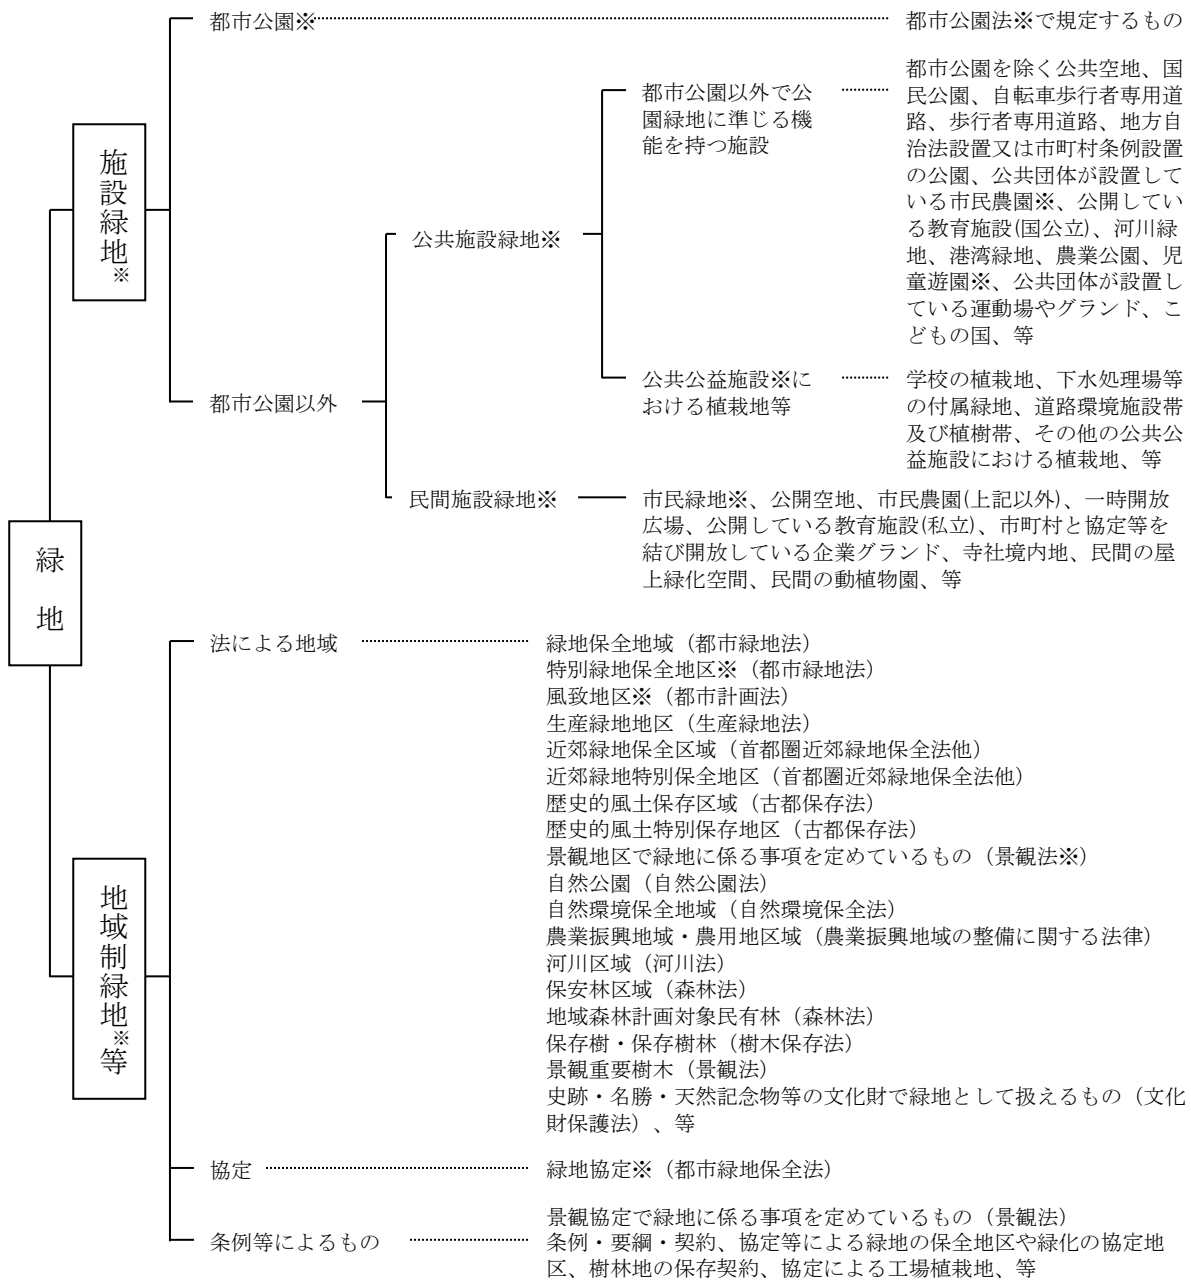 緑地
施設緑地※
都市公園※
都市公園法※で規定するもの
都市公園以外
公共施設緑地※
都市公園以外で公
園緑地に準じる機
能を持つ施設
都市公園を除く公共空地、国
民公園、自転車歩行者専用道
路、歩行者専用道路、地方自
治法設置又は市町村条例設置
の公園、公共団体が設置して
いる市民農園※、公開してい
る教育施設(国公立)、河川緑
地、港湾緑地、農業公園、児
童遊園※、公共団体が設置し
ている運動場やグランド、こ
どもの国、等
公共公益施設※に
おける植栽地等
学校の植栽地、下水処理場等
の付属緑地、道路環境施設帯
及び植樹帯、その他の公共公
益施設における植栽地、等
民間施設緑地※
市民緑地※、公開空地、市民農園(上記以外)、一時開放
広場、公開している教育施設(私立)、市町村と協定等を
結び開放している企業グランド、寺社境内地、民間の屋
上緑化空間、民間の動植物園、等
地域制緑地※等
法による地域
緑地保全地域（都市緑地法）
特別緑地保全地区※（都市緑地法）
風致地区※（都市計画法）
生産緑地地区（生産緑地法）
近郊緑地保全区域（首都圏近郊緑地保全法他）
近郊緑地特別保全地区（首都圏近郊緑地保全法他）
歴史的風土保存区域（古都保存法）
歴史的風土特別保存地区（古都保存法）
景観地区で緑地に係る事項を定めているもの（景観法※）
自然公園（自然公園法）
自然環境保全地域（自然環境保全法）
農業振興地域・農用地区域（農業振興地域の整備に関する法律）
河川区域（河川法）
保安林区域（森林法）
地域森林計画対象民有林（森林法）
保存樹・保存樹林（樹木保存法）
景観重要樹木（景観法）
史跡・名勝・天然記念物等の文化財で緑地として扱えるもの（文化
財保護法）、等
協定
緑地協定※（都市緑地保全法）
条例等によるもの
景観協定で緑地に係る事項を定めているもの（景観法）
条例・要綱・契約、協定等による緑地の保全地区や緑化の協定地
区、樹林地の保存契約、協定による工場植栽地、等